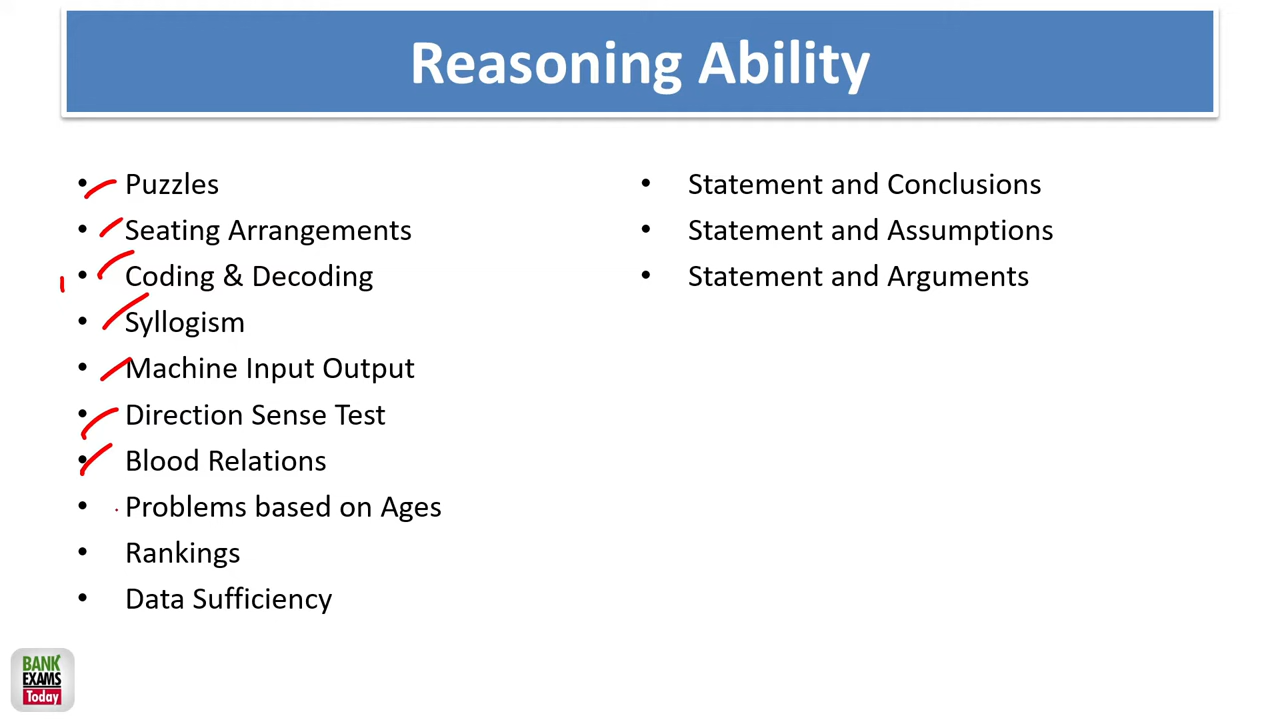 Reasoning Ability
• Puzzles
• Seating Arrangements
• Coding & Decoding
• Syllogism
• Machine Input Output
• Direction Sense Test
• Blood Relations
• Problems based on Ages
• Rankings
• Data Sufficiency
• Statement and Conclusions
• Statement and Assumptions
• Statement and Arguments
BANK
EXAMS
Today